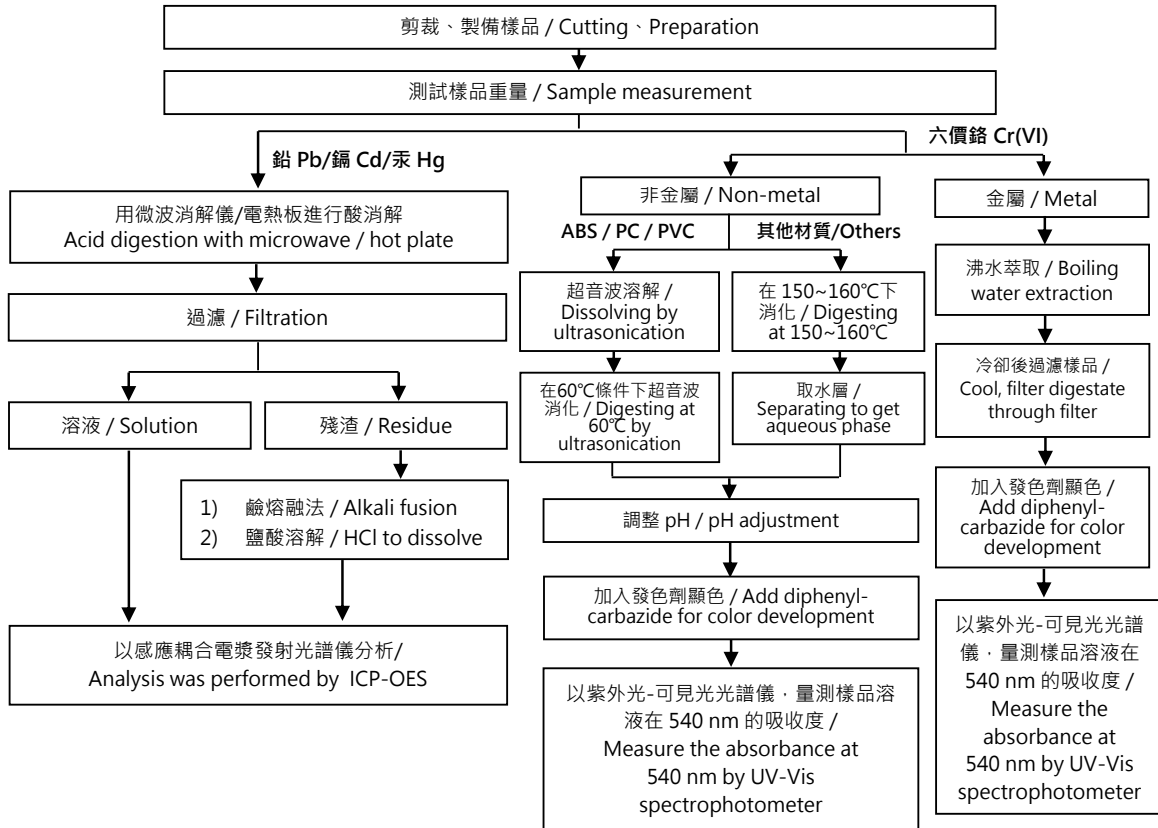 剪裁、製備樣品 / Cutting、Preparation
測試樣品重量 / Sample measurement
鉛 Pb/鎘 Cd/汞 Hg
六價鉻 Cr(VI)
用微波消解儀/電熱板進行酸消解
Acid digestion with microwave / hot plate
過濾 / Filtration
溶液 / Solution
殘渣 / Residue
1) 鹼熔融法 / Alkali fusion
2) 鹽酸溶解 / HCl to dissolve
以感應耦合電漿發射光譜儀分析/
Analysis was performed by ICP-OES
非金屬 / Non-metal
ABS / PC / PVC
其他材質/Others
超音波溶解 /
Dissolving by
ultrasonication
在60℃條件下超音波
消化 / Digesting at
60℃ by
ultrasonication
在 150~160℃下
消化 / Digesting
at 150~160℃
取水層 /
Separating to get
aqueous phase
調整 pH / pH adjustment
加入發色劑顯色 / Add diphenyl-
carbazide for color development
以紫外光-可見光光譜儀，量測樣品溶
液在 540 nm 的吸收度 /
Measure the absorbance at
540 nm by UV-Vis
spectrophotometer
金屬 / Metal
沸水萃取 / Boiling
water extraction
冷卻後過濾樣品 /
Cool, filter digestate
through filter
加入發色劑顯色 /
Add diphenyl-
carbazide for color
development
以紫外光-可見光光譜
儀，量測樣品溶液在
540 nm 的吸收度 /
Measure the
absorbance at
540 nm by UV-Vis
spectrophotometer